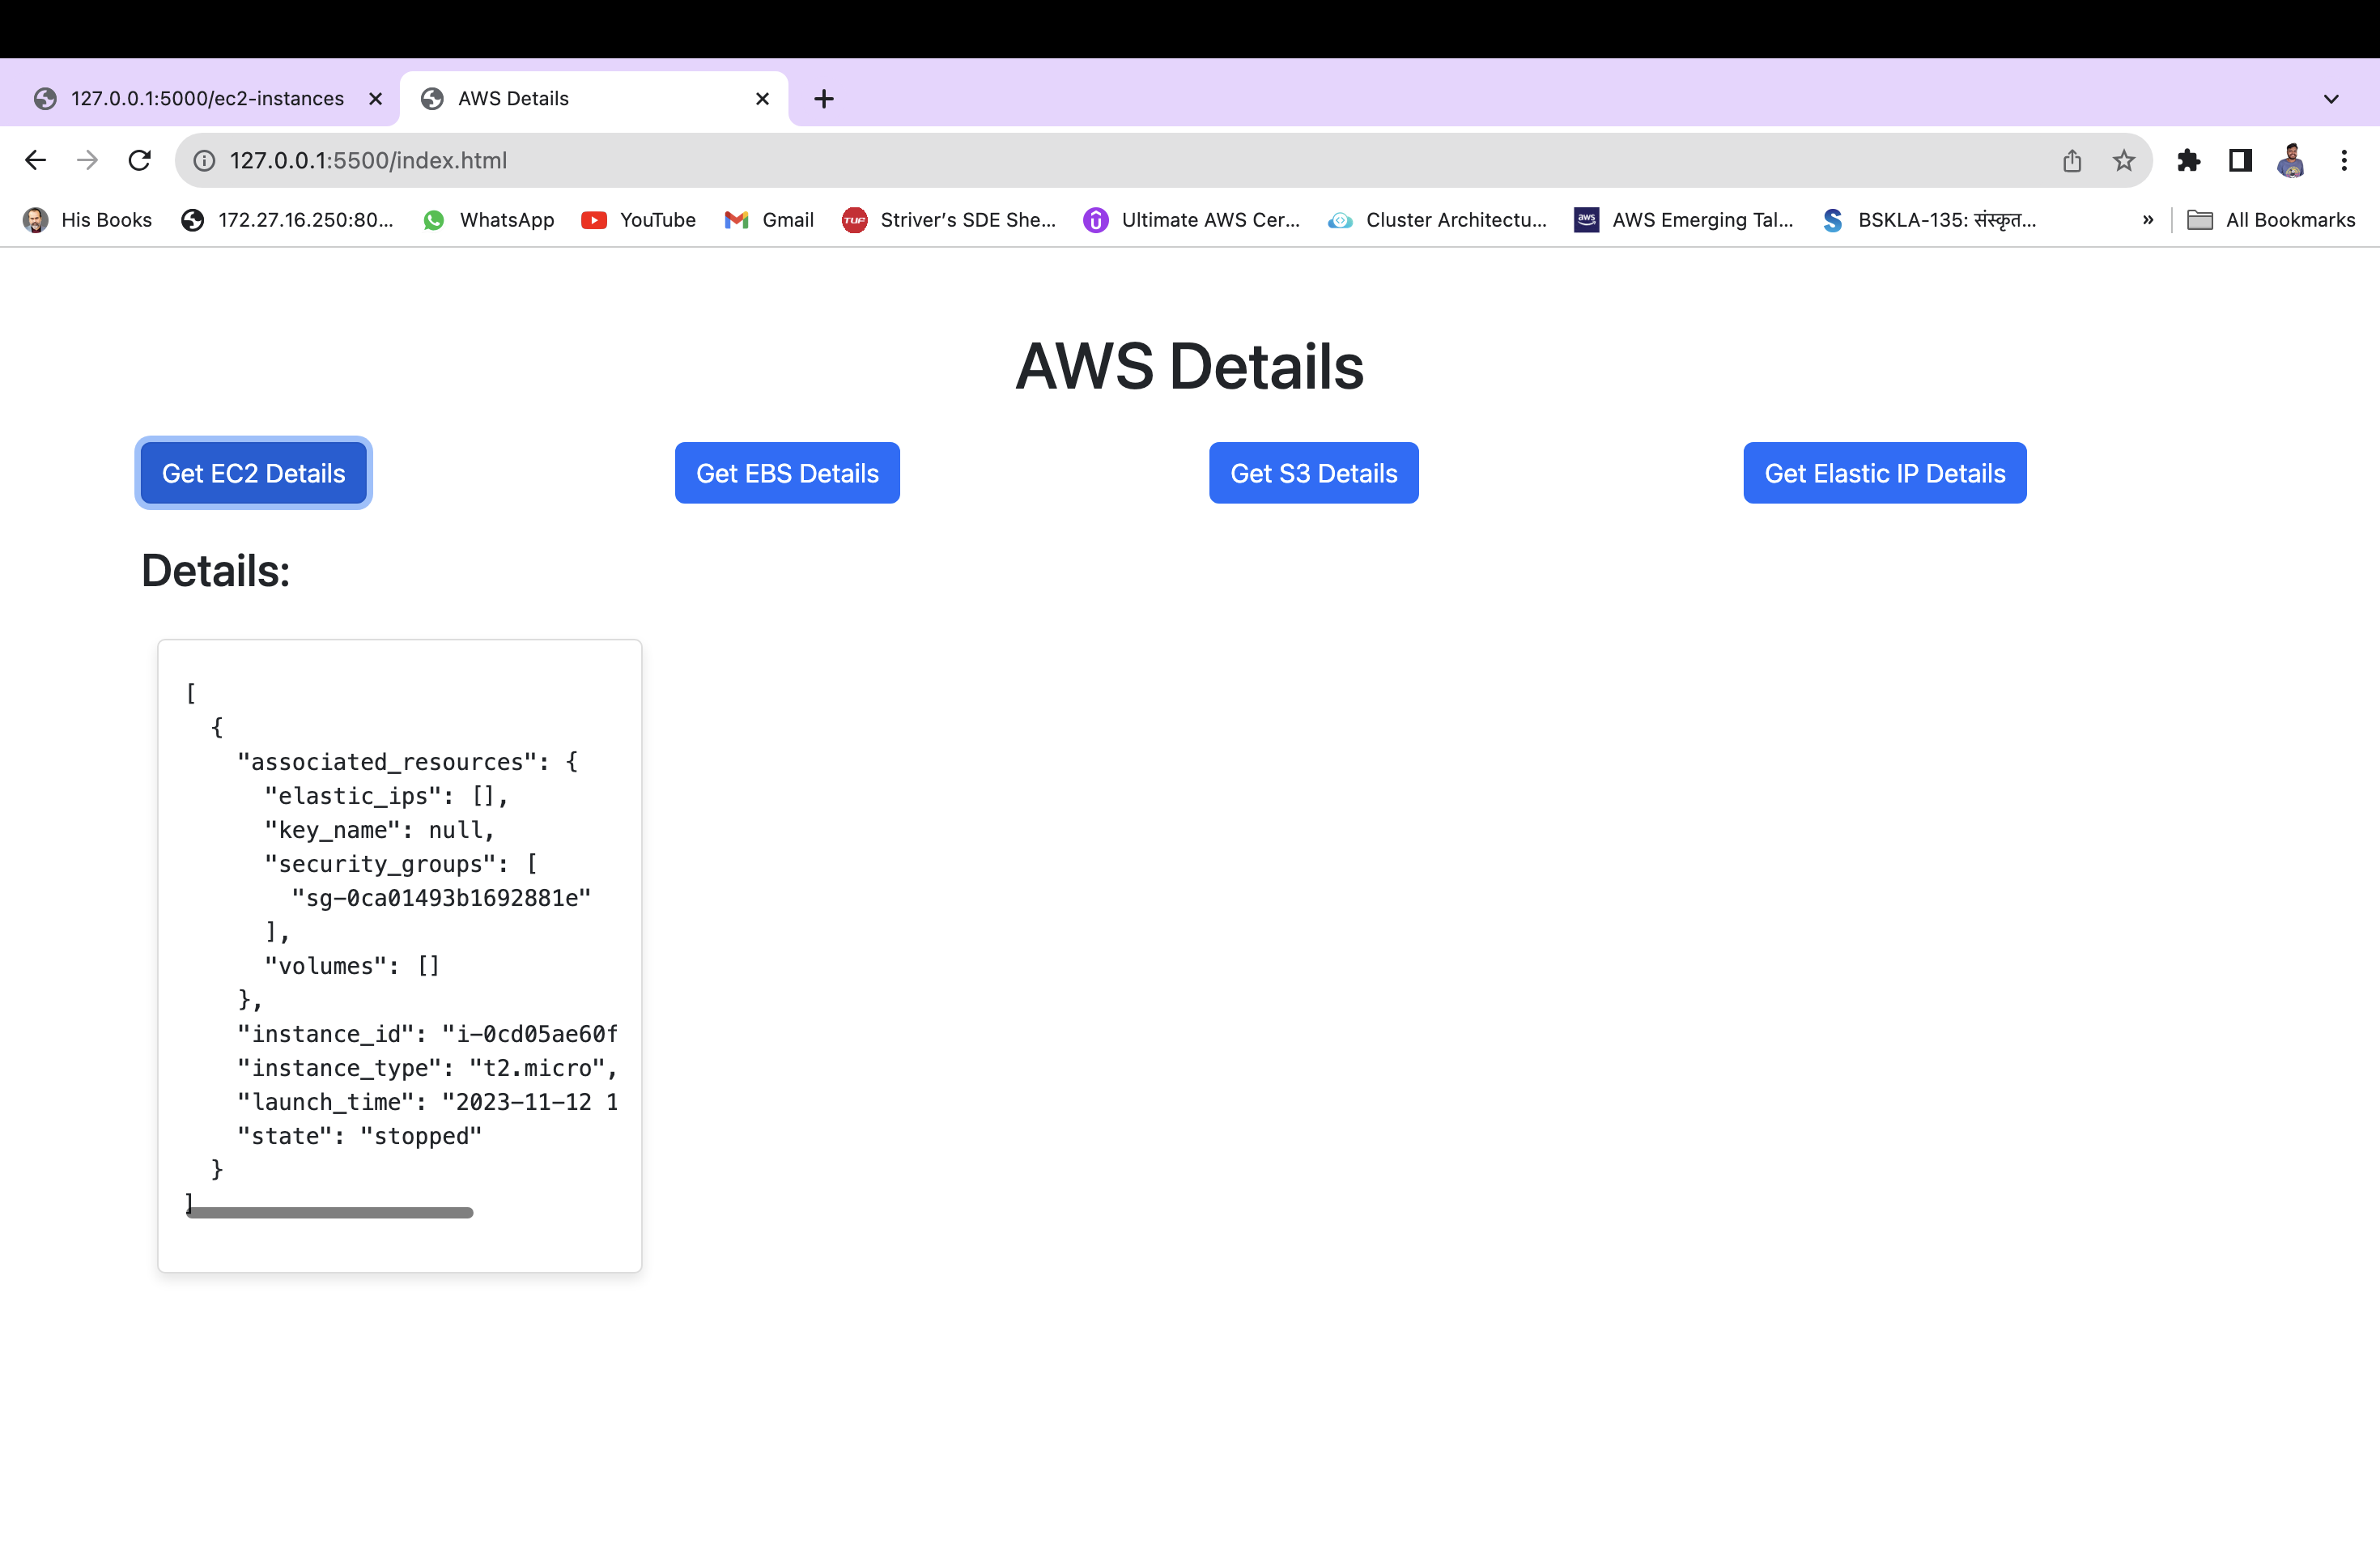 127.0.0.1:5000/ec2-instances
AWS Details
127.0.0.1:5500/index.html
His Books
172.27.16.250:80...
WhatsApp
YouTube
Gmail
TUF
Striver’s SDE She...
Ultimate AWS Cer...
Cluster Architectu...
aws
AWS Emerging Tal...
BSKLA-135: संस्कृत...
»
All Bookmarks
AWS Details
Get EC2 Details
Get EBS Details
Get S3 Details
Get Elastic IP Details
Details:
[
{
"associated_resources": {
"elastic_ips": [],
"key_name": null,
"security_groups": [
"sg-0ca01493b1692881e"
],
"volumes": []
},
"instance_id": "i-0cd05ae60f
"instance_type": "t2.micro",
"launch_time": "2023-11-12 1
"state": "stopped"
}
]